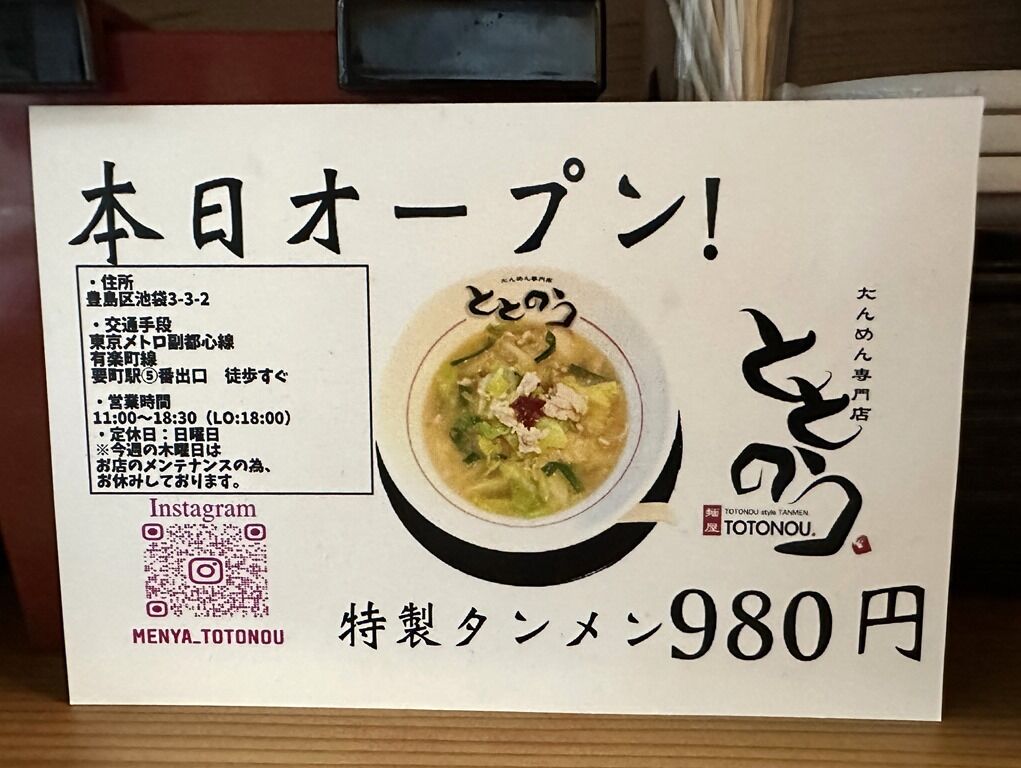 本日オープン!
・住所
豊島区池袋3-3-2
・交通手段
東京メトロ副都心線
有楽町線
要町駅⑤番出口 徒歩すぐ
・営業時間
11:00〜18:30（LO:18:00）
・定休日：日曜日
※今週の木曜日は
お店のメンテナンスの為、
お休みしております。
Instagram
MENYA_TOTONOU
たんめん専門店
ととのう
たんめん専門店
ととのう
麺屋
TOTONOU style TANMEN.
TOTONOU.
特製タンメン980円